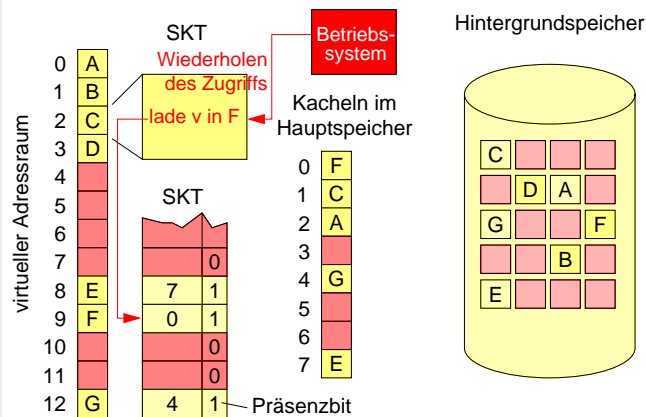 SKT
Betriebs-
system
Wiederholen
des Zugriffs
lade v in F
Hintergrundspeicher
virtueller Adressraum
0 A
1 B
2 C
3 D
4
5
6
7
8 E
9 F
10
11
12 G
SKT
0
7 1
0 1
0
0
4 1
Präsenzbit
Kacheln im
Hauptspeicher
0 F
1 C
2 A
3
4 G
5
6
7 E
C
D A
G F
B
E